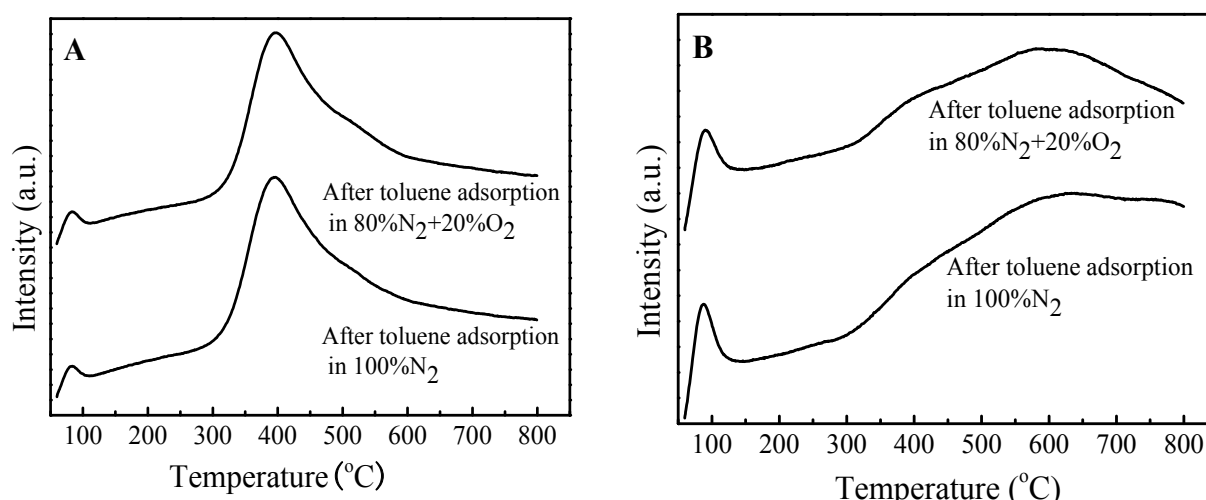 A
Intensity (a.u.)
After toluene adsorption
in 80%N2+20%O2
After toluene adsorption
in 100%N2
100 200 300 400 500 600 700 800
Temperature (oC)
B
Intensity (a.u.)
After toluene adsorption
in 80%N2+20%O2
After toluene adsorption
in 100%N2
100 200 300 400 500 600 700 800
Temperature (oC)